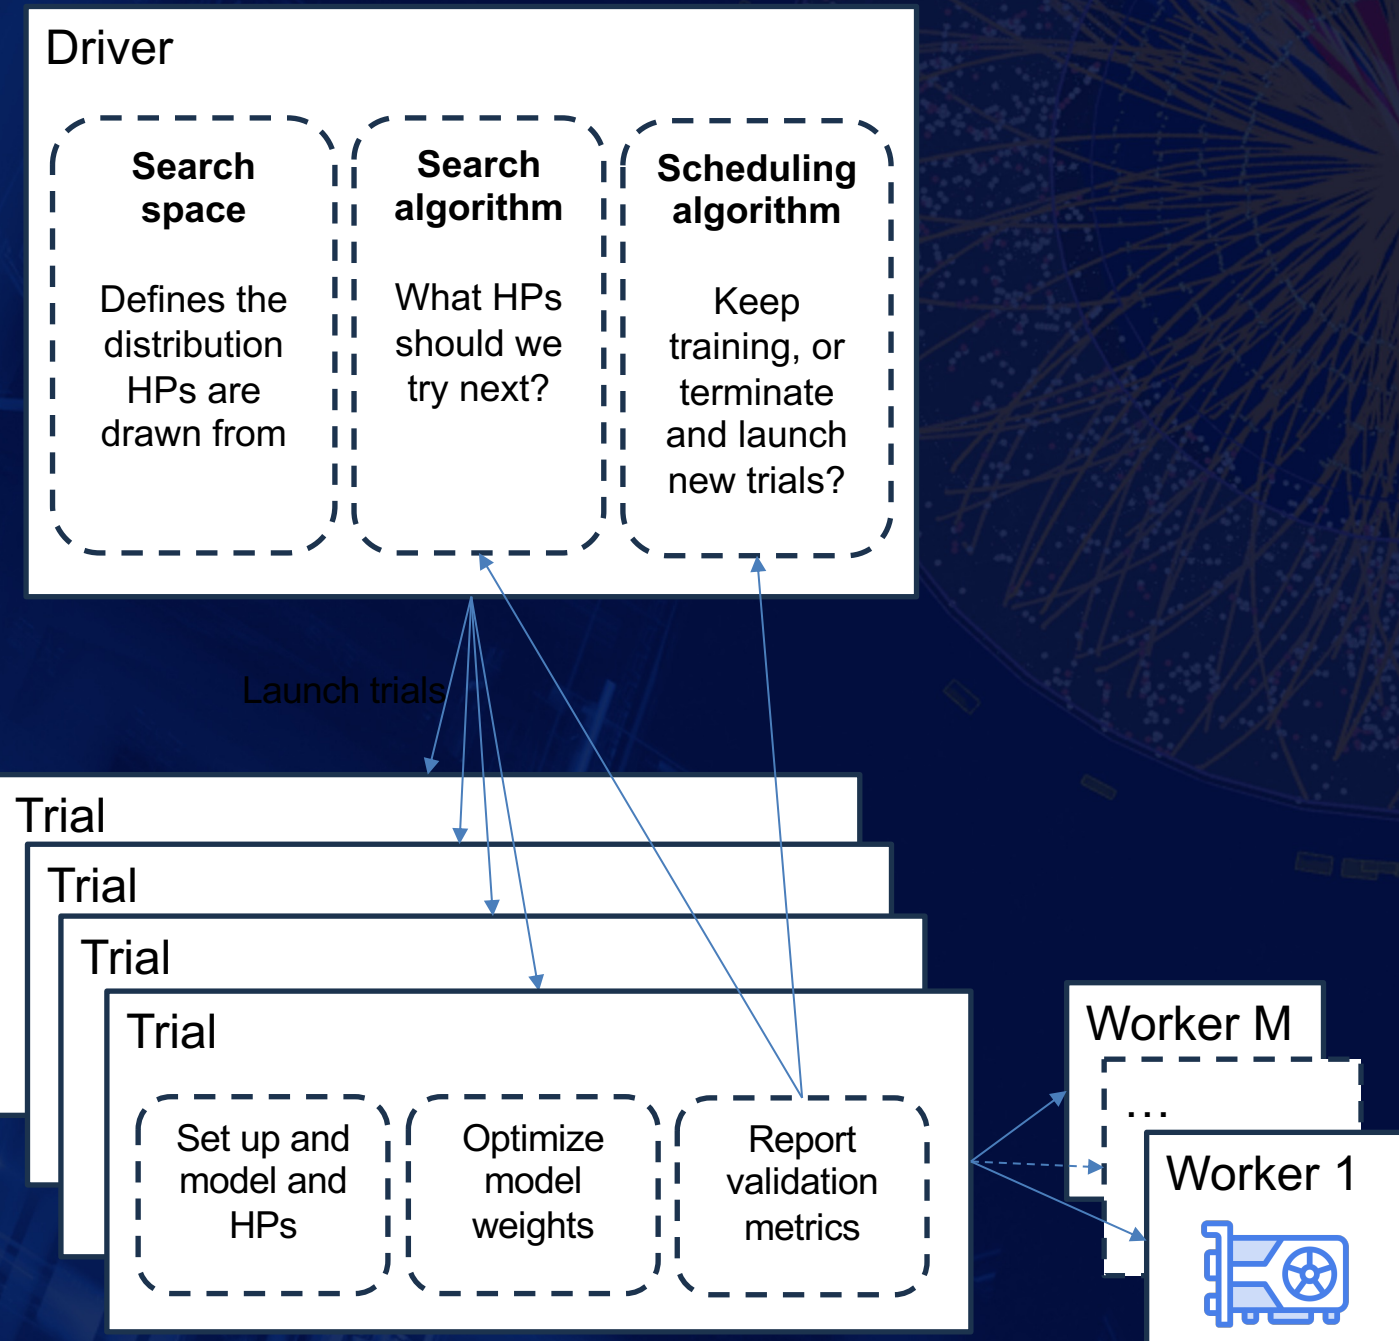 Driver
Search
space
Defines the
distribution
HPs are
drawn from
Search
algorithm
What HPs
should we
try next?
Scheduling
algorithm
Keep
training, or
terminate
and launch
new trials?
Launch trials
Trial
Trial
Trial
Trial
Set up and
model and
HPs
Optimize
model
weights
Report
validation
metrics
Worker M
...
Worker 1